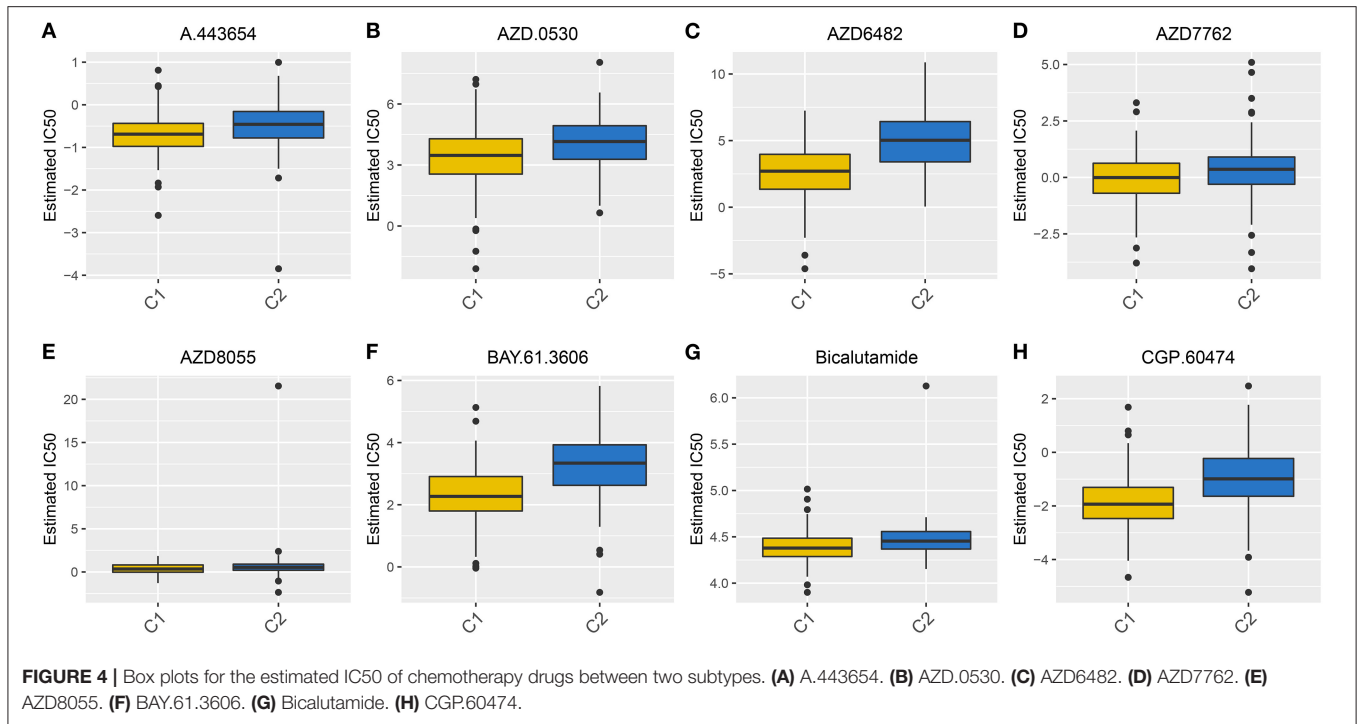 A
A.443654
Estimated IC50
1
0
−1
−2
−3
−4
C1
C2
B
AZD.0530
Estimated IC50
6
3
0
C1
C2
C
AZD6482
Estimated IC50
10
5
0
−5
C1
C2
D
AZD7762
Estimated IC50
5.0
2.5
0.0
−2.5
C1
C2
E
AZD8055
Estimated IC50
20
15
10
5
0
C1
C2
F
BAY.61.3606
Estimated IC50
6
4
2
0
C1
C2
G
Bicalutamide
Estimated IC50
6.0
5.5
5.0
4.5
4.0
C1
C2
H
CGP.60474
Estimated IC50
2
0
−2
−4
C1
C2
FIGURE 4 | Box plots for the estimated IC50 of chemotherapy drugs between two subtypes. (A) A.443654. (B) AZD.0530. (C) AZD6482. (D) AZD7762. (E)
AZD8055. (F) BAY.61.3606. (G) Bicalutamide. (H) CGP.60474.